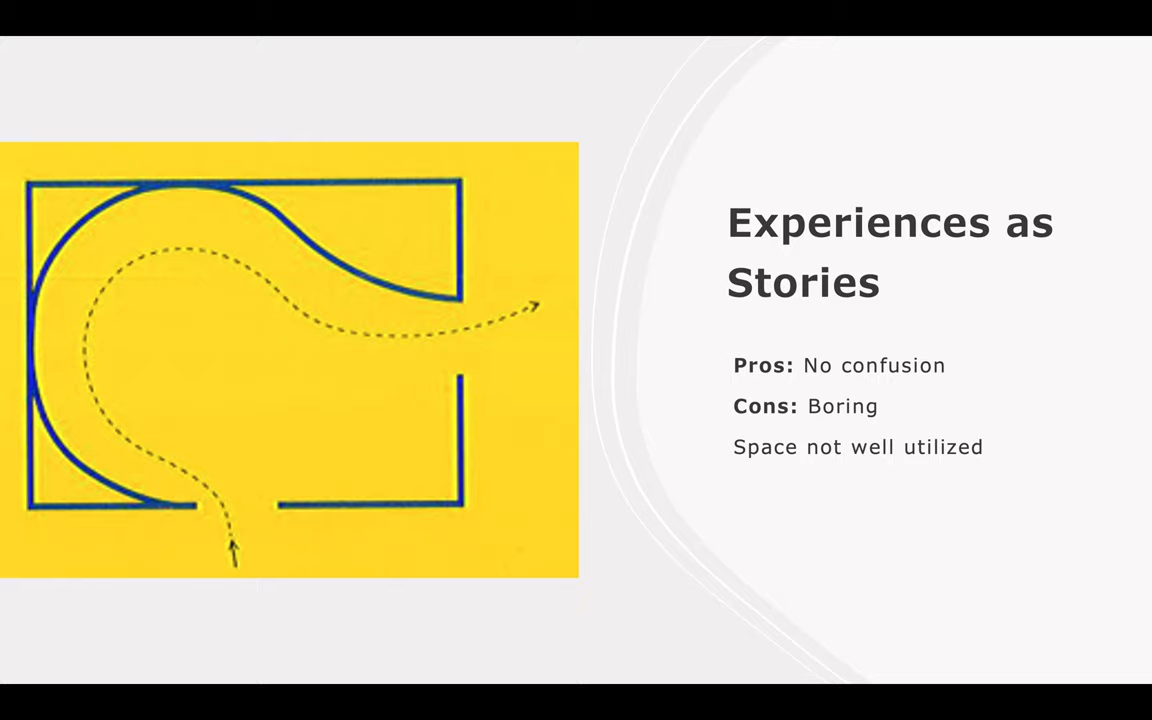 Experiences as
Stories
Pros: No confusion
Cons: Boring
Space not well utilized